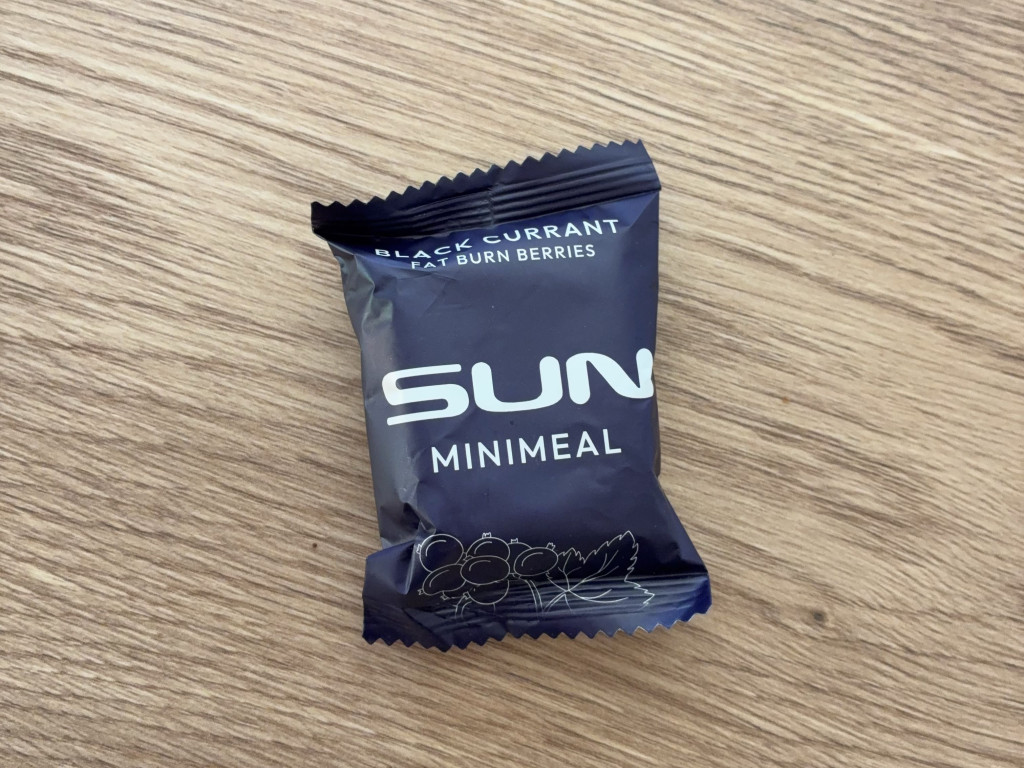 BLACK CURRANT
FAT BURN BERRIES
SUN
MINIMEAL